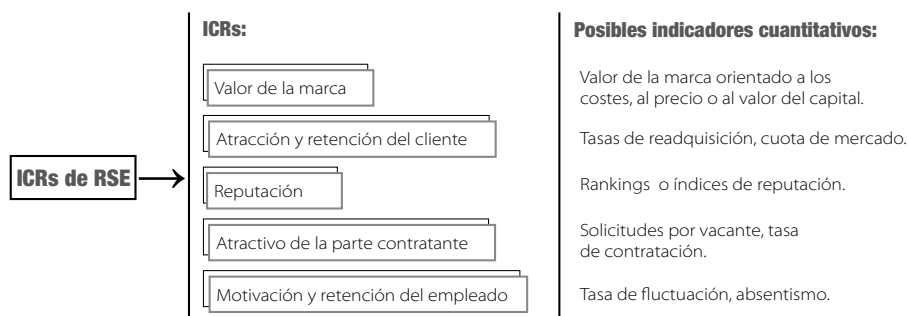 ICRs:
Posibles indicadores cuantitativos:
Valor de la marca
Valor de la marca orientado a los
costes, al precio o al valor del capital.
Atracción y retención del cliente
Tasas de readquisición, cuota de mercado.
ICRs de RSE
Reputación
Rankings o índices de reputación.
Atractivo de la parte contratante
Solicitudes por vacante, tasa
de contratación.
Motivación y retención del empleado
Tasa de fluctuación, absentismo.